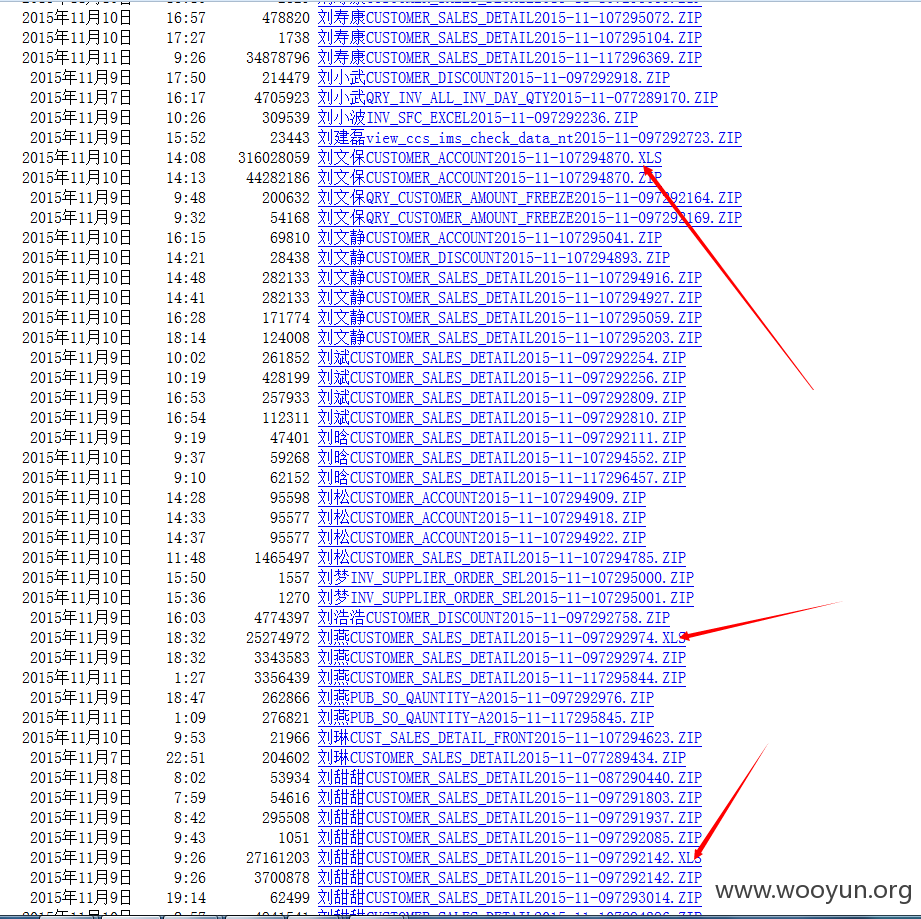 2015年11月10日 16:57 478820 刘寿康CUSTOMER_SALES_DETAIL2015-11-107295072.ZIP
2015年11月10日 17:27 1738 刘寿康CUSTOMER_SALES_DETAIL2015-11-107295104.ZIP
2015年11月11日 9:26 34878796 刘寿康CUSTOMER_SALES_DETAIL2015-11-117296369.ZIP
2015年11月9日 17:50 214479 刘小武CUSTOMER_DISCOUNT2015-11-097292918.ZIP
2015年11月7日 16:17 4705923 刘小武QRY_INV_ALL_INV_DAY_QTY2015-11-077289170.ZIP
2015年11月9日 10:26 309539 刘小波INV_SFC_EXCEL2015-11-097292236.ZIP
2015年11月9日 15:52 23443 刘建磊view_ccs_ims_check_data_nt2015-11-097292723.ZIP
2015年11月10日 14:08 316028059 刘文保CUSTOMER_ACCOUNT2015-11-107294870.XLS
2015年11月10日 14:13 44282186 刘文保CUSTOMER_ACCOUNT2015-11-107294870.ZIP
2015年11月9日 9:48 200632 刘文保QRY_CUSTOMER_AMOUNT_FREEZE2015-11-097292164.ZIP
2015年11月9日 9:32 54168 刘文保QRY_CUSTOMER_AMOUNT_FREEZE2015-11-097292169.ZIP
2015年11月10日 16:15 69810 刘文静CUSTOMER_ACCOUNT2015-11-107295041.ZIP
2015年11月10日 14:21 28438 刘文静CUSTOMER_DISCOUNT2015-11-107294893.ZIP
2015年11月10日 14:48 282133 刘文静CUSTOMER_SALES_DETAIL2015-11-107294916.ZIP
2015年11月10日 14:41 282133 刘文静CUSTOMER_SALES_DETAIL2015-11-107294927.ZIP
2015年11月10日 16:28 171774 刘文静CUSTOMER_SALES_DETAIL2015-11-107295059.ZIP
2015年11月10日 18:14 124008 刘文静CUSTOMER_SALES_DETAIL2015-11-107295203.ZIP
2015年11月9日 10:02 261852 刘斌CUSTOMER_SALES_DETAIL2015-11-097292254.ZIP
2015年11月9日 10:19 428199 刘斌CUSTOMER_SALES_DETAIL2015-11-097292256.ZIP
2015年11月9日 16:53 257933 刘斌CUSTOMER_SALES_DETAIL2015-11-097292809.ZIP
2015年11月9日 16:54 112311 刘斌CUSTOMER_SALES_DETAIL2015-11-097292810.ZIP
2015年11月9日 9:19 47401 刘晗CUSTOMER_SALES_DETAIL2015-11-097292111.ZIP
2015年11月10日 9:37 59268 刘晗CUSTOMER_SALES_DETAIL2015-11-107294552.ZIP
2015年11月11日 9:10 62152 刘晗CUSTOMER_SALES_DETAIL2015-11-117296457.ZIP
2015年11月10日 14:28 95598 刘松CUSTOMER_ACCOUNT2015-11-107294909.ZIP
2015年11月10日 14:33 95577 刘松CUSTOMER_ACCOUNT2015-11-107294918.ZIP
2015年11月10日 14:37 95577 刘松CUSTOMER_ACCOUNT2015-11-107294922.ZIP
2015年11月10日 11:48 1465497 刘松CUSTOMER_SALES_DETAIL2015-11-107294785.ZIP
2015年11月10日 15:50 1557 刘梦INV_SUPPLIER_ORDER_SEL2015-11-107295000.ZIP
2015年11月10日 15:36 1270 刘梦INV_SUPPLIER_ORDER_SEL2015-11-107295001.ZIP
2015年11月9日 16:03 4774397 刘浩浩CUSTOMER_DISCOUNT2015-11-097292758.ZIP
2015年11月9日 18:32 25274972 刘燕CUSTOMER_SALES_DETAIL2015-11-097292974.XLS
2015年11月9日 18:32 3343583 刘燕CUSTOMER_SALES_DETAIL2015-11-097292974.ZIP
2015年11月11日 1:27 3356439 刘燕CUSTOMER_SALES_DETAIL2015-11-117295844.ZIP
2015年11月9日 18:47 262866 刘燕PUB_SO_QAUNTITY-A2015-11-097292976.ZIP
2015年11月11日 1:09 276821 刘燕PUB_SO_QAUNTITY-A2015-11-117295845.ZIP
2015年11月10日 9:53 21966 刘琳CUST_SALES_DETAIL_FRONT2015-11-107294623.ZIP
2015年11月7日 22:51 204602 刘琳CUSTOMER_SALES_DETAIL2015-11-077289434.ZIP
2015年11月8日 8:02 53934 刘甜甜CUSTOMER_SALES_DETAIL2015-11-087290440.ZIP
2015年11月9日 7:59 54616 刘甜甜CUSTOMER_SALES_DETAIL2015-11-097291803.ZIP
2015年11月9日 8:42 295508 刘甜甜CUSTOMER_SALES_DETAIL2015-11-097291937.ZIP
2015年11月9日 9:43 1051 刘甜甜CUSTOMER_SALES_DETAIL2015-11-097292085.ZIP
2015年11月9日 9:26 27161203 刘甜甜CUSTOMER_SALES_DETAIL2015-11-097292142.XLS
2015年11月9日 9:26 3700878 刘甜甜CUSTOMER_SALES_DETAIL2015-11-097292142.ZIP
2015年11月9日 19:14 62499 刘甜甜CUSTOMER_SALES_DETAIL2015-11-097293014.ZIP
www.wooyun.org